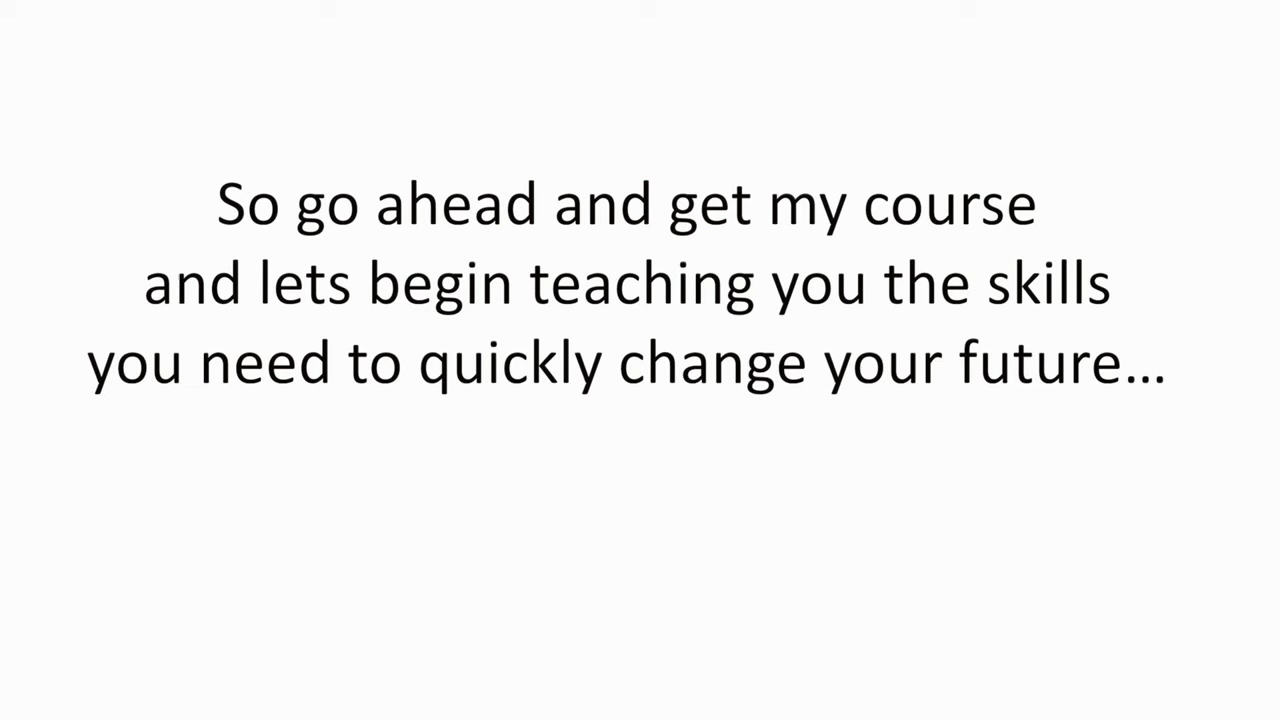 So go ahead and get my course
and lets begin teaching you the skills
you need to quickly change your future...